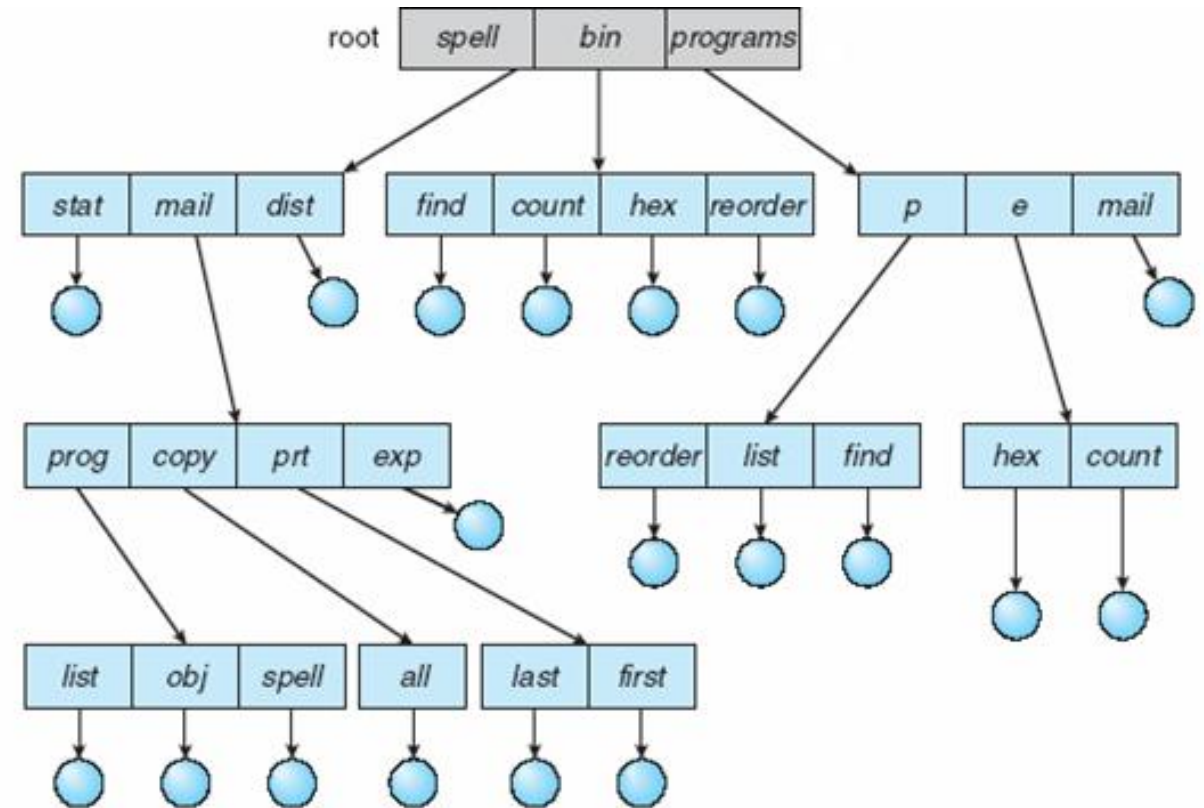 root spell bin programs
stat mail dist find count hex reorder p e mail
prog copy prt exp reorder list find hex count
list obj spell all last first